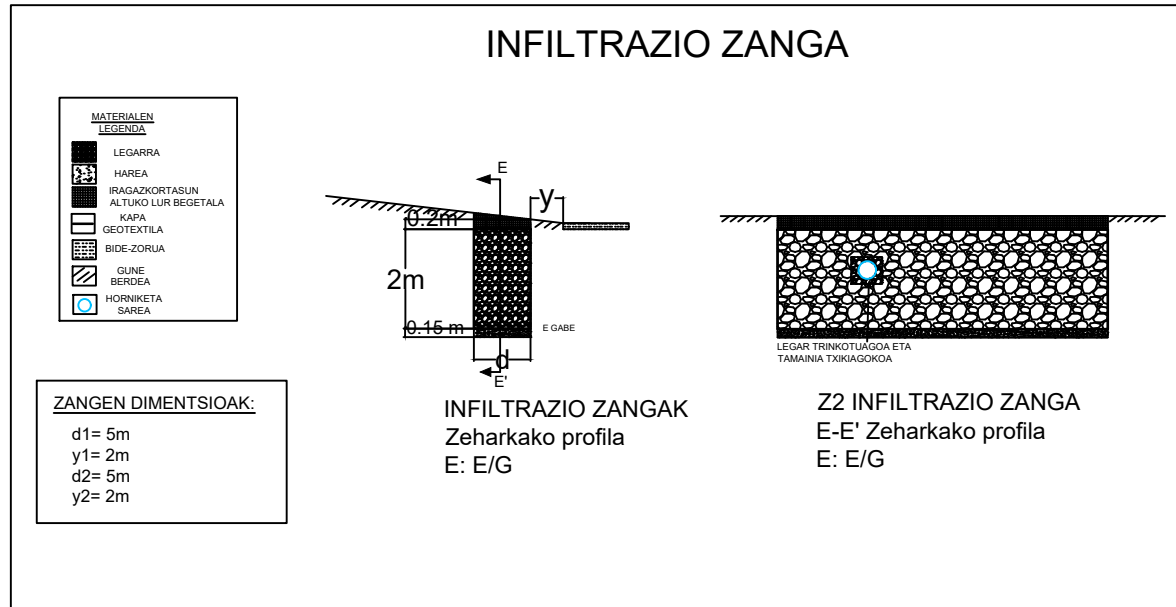 INFILTRAZIO ZANGA
MATERIALEN
LEGENDA
LEGARRA
HAREA
IRAGAZKORTASUN
ALTUKO LUR BEGETALA
KAPA
GEOTEXTILA
BIDE-ZORUA
GUNE
BERDEA
HORNIKETA
SAREA
ZANGEN DIMENTSIOAK:
d1= 5m
y1= 2m
d2= 5m
y2= 2m
E
y
0.2m
2m
0.15 m
E GABE
d
E'
INFILTRAZIO ZANGAK
Zeharkako profila
E: E/G
LEGAR TRINKOTUAGOA ETA
TAMAINIA TXIKIAGOKOA
Z2 INFILTRAZIO ZANGA
E-E' Zeharkako profila
E: E/G